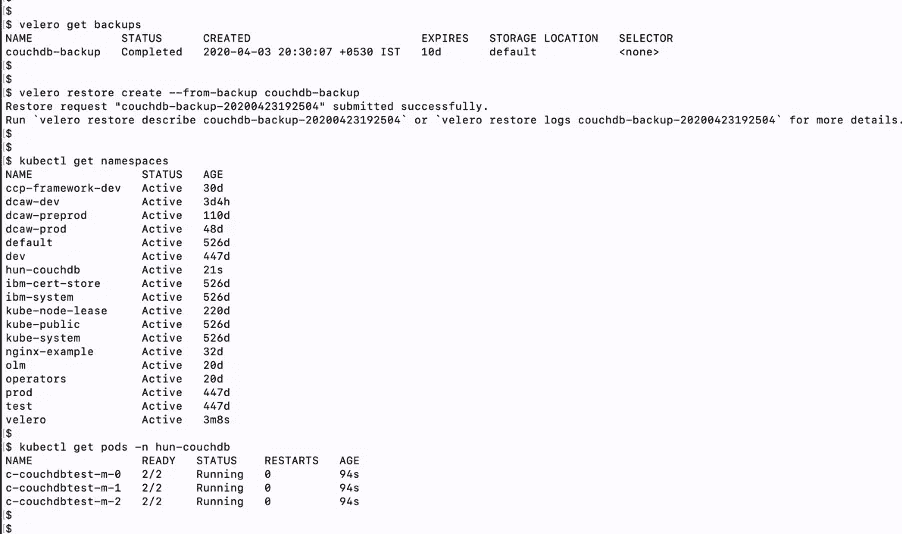 $
$ velero get backups
NAME             STATUS      CREATED                         EXPIRES   STORAGE LOCATION   SELECTOR
couchdb-backup   Completed   2020-04-03 20:30:07 +0530 IST   10d       default            <none>
$
$
$ velero restore create --from-backup couchdb-backup
Restore request "couchdb-backup-20200423192504" submitted successfully.
Run `velero restore describe couchdb-backup-20200423192504` or `velero restore logs couchdb-backup-20200423192504` for more details.
$
$ kubectl get namespaces
NAME                STATUS   AGE
ccp-framework-dev   Active   30d
dcaw-dev            Active   3d4h
dcaw-preprod        Active   110d
dcaw-prod           Active   48d
default             Active   526d
dev                 Active   447d
hun-couchdb         Active   21s
ibm-cert-store      Active   526d
ibm-system          Active   526d
kube-node-lease     Active   220d
kube-public         Active   526d
kube-system         Active   526d
nginx-example       Active   32d
olm                 Active   20d
operators           Active   20d
prod                Active   447d
test                Active   447d
velero              Active   3m8s
$
$ kubectl get pods -n hun-couchdb
NAME                READY   STATUS    RESTARTS   AGE
c-couchdbtest-m-0   2/2     Running   0          94s
c-couchdbtest-m-1   2/2     Running   0          94s
c-couchdbtest-m-2   2/2     Running   0          94s
$
$